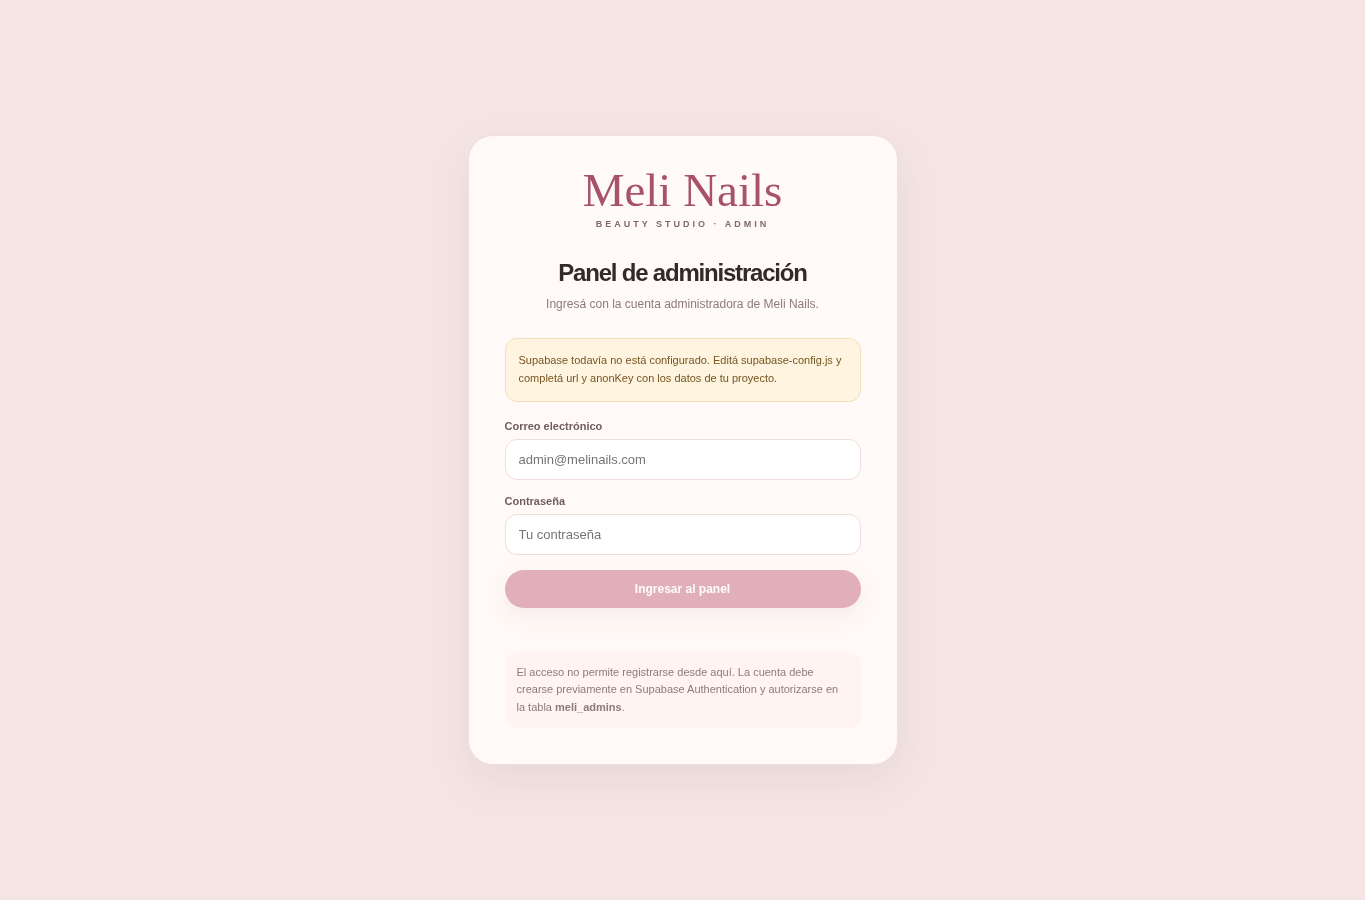 Meli Nails
BEAUTY STUDIO · ADMIN
Panel de administración
Ingresá con la cuenta administradora de Meli Nails.
Supabase todavía no está configurado. Editá supabase-config.js y
completá url y anonKey con los datos de tu proyecto.
Correo electrónico
admin@melinails.com
Contraseña
Tu contraseña
Ingresar al panel
El acceso no permite registrarse desde aquí. La cuenta debe
crearse previamente en Supabase Authentication y autorizarse en
la tabla meli_admins.